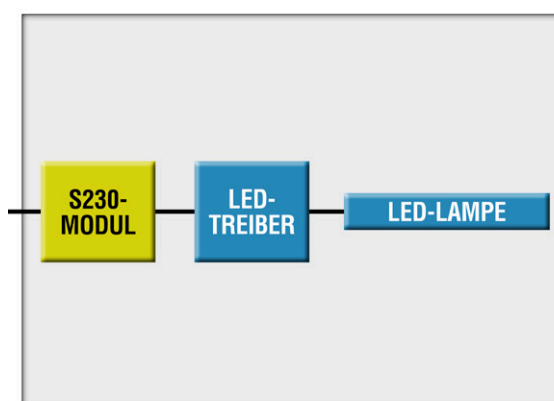 S230-
MODUL
LED-
TREIBER
LED-LAMPE